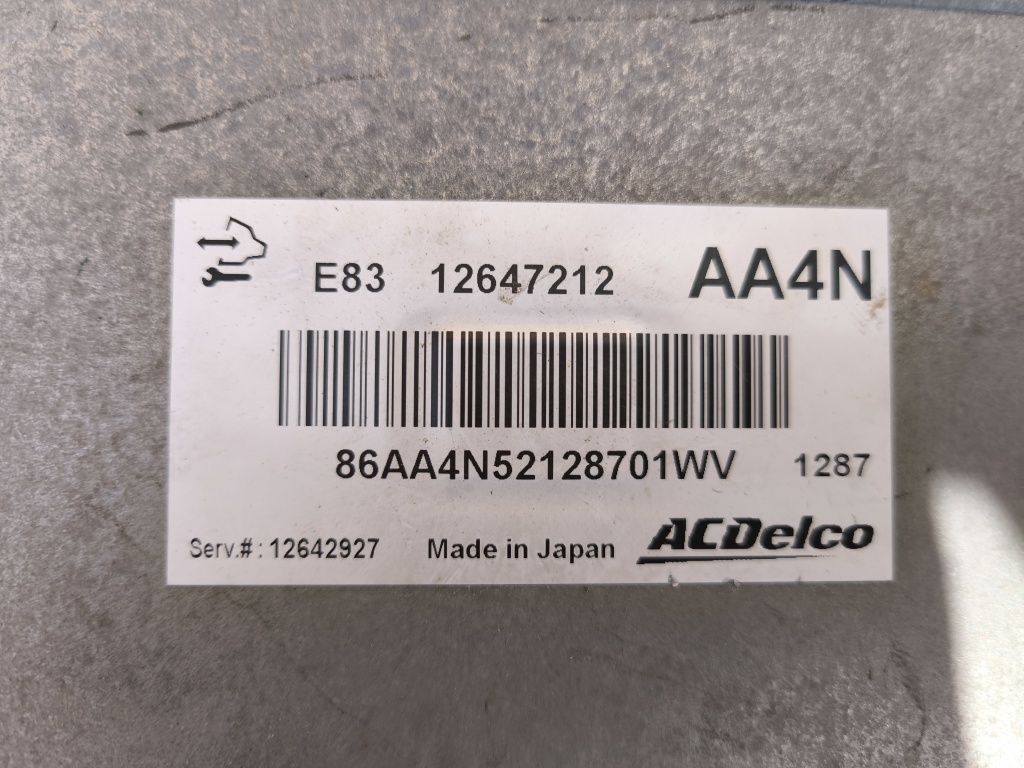 E83 12647212 AA4N
86AA4N52128701WV 1287
Serv.#: 12642927 Made in Japan ACDelco